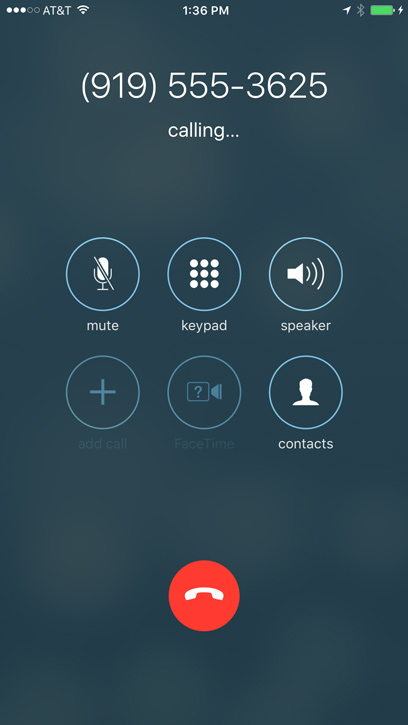 AT&T 1:36 PM
(919) 555-3625
calling...
mute keypad speaker
?
add call FaceTime contacts